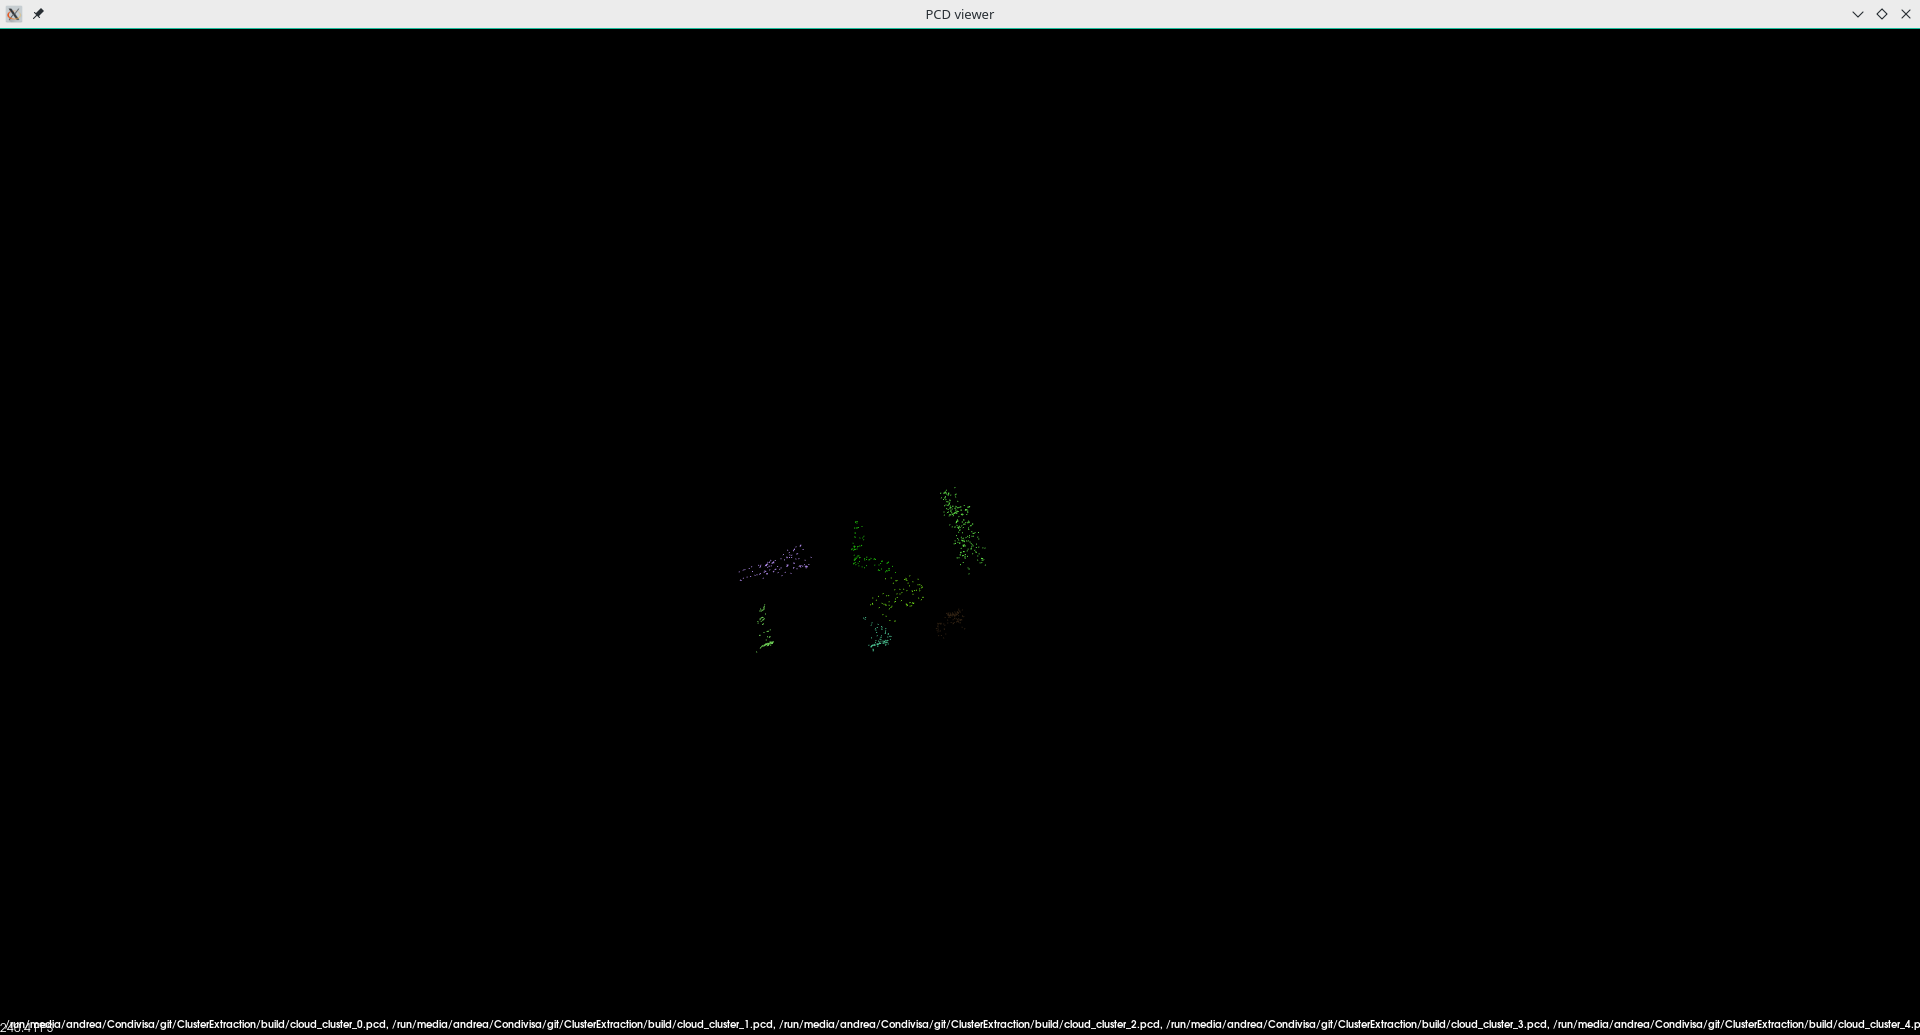 PCD viewer
/run/media/andrea/Condivisa/git/ClusterExtraction/build/cloud_cluster_0.pcd, /run/media/andrea/Condivisa/git/ClusterExtraction/build/cloud_cluster_1.pcd, /run/media/andrea/Condivisa/git/ClusterExtraction/build/cloud_cluster_2.pcd, /run/media/andrea/Condivisa/git/ClusterExtraction/build/cloud_cluster_3.pcd, /run/media/andrea/Condivisa/git/ClusterExtraction/build/cloud_cluster_4.p